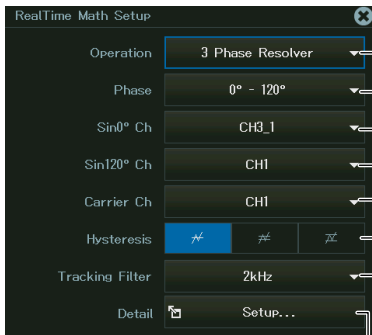 RealTime Math Setup
Operation 3 Phase Resolver
Phase 0° - 120°
Sin0° Ch CH3_1
Sin120° Ch CH1
Carrier Ch CH1
Hysteresis
Tracking Filter 2kHz
Detail Setup...